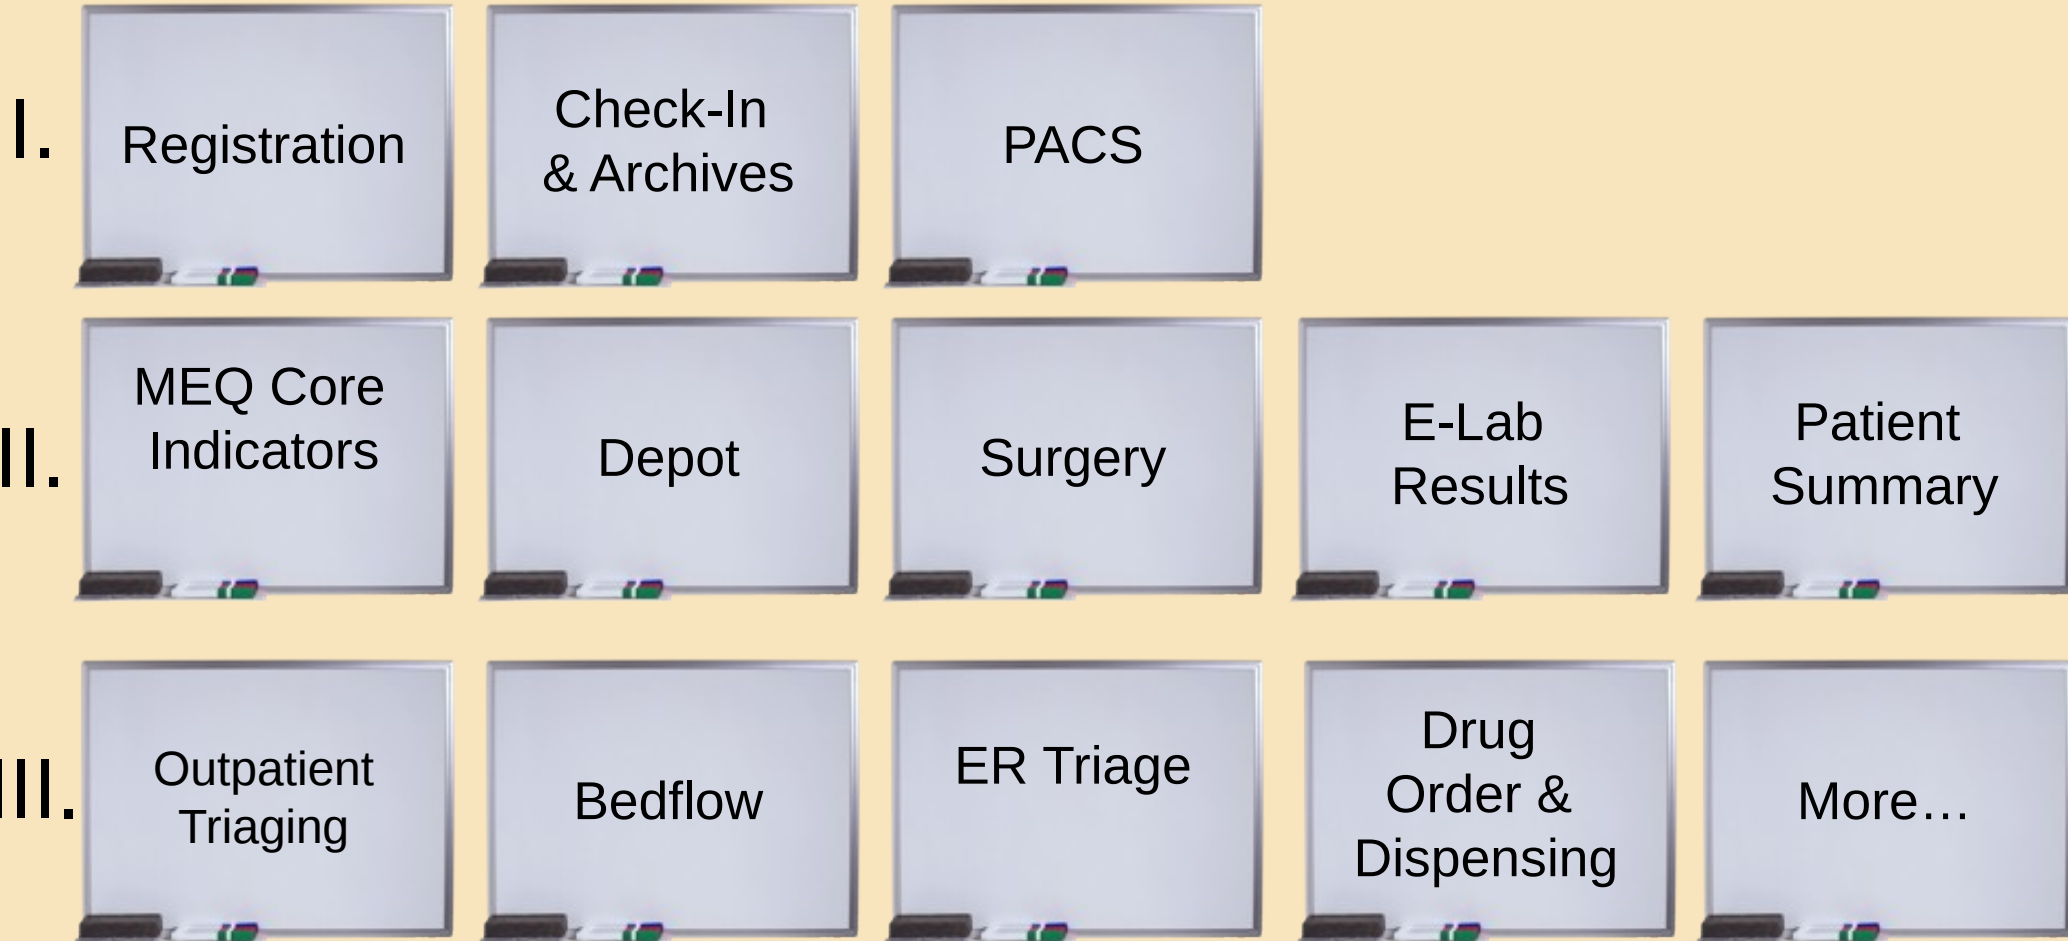 I.
Registration
Check-In
& Archives
PACS
II.
MEQ Core
Indicators
Depot
Surgery
E-Lab
Results
Patient
Summary
III.
Outpatient
Triaging
Bedflow
ER Triage
Drug
Order &
Dispensing
More…